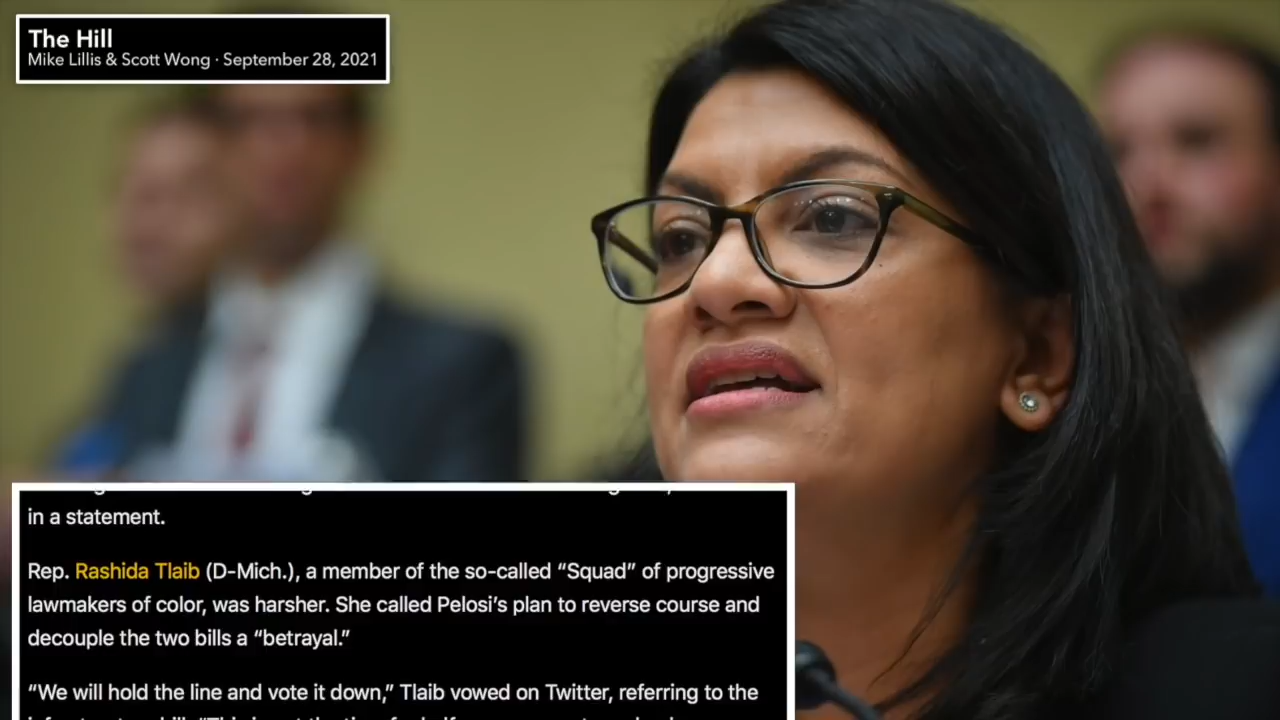 The Hill
Mike Lillis & Scott Wong · September 28, 2021
in a statement.
Rep. Rashida Tlaib (D-Mich.), a member of the so-called “Squad” of progressive
lawmakers of color, was harsher. She called Pelosi’s plan to reverse course and
decouple the two bills a “betrayal.”
“We will hold the line and vote it down,” Tlaib vowed on Twitter, referring to the